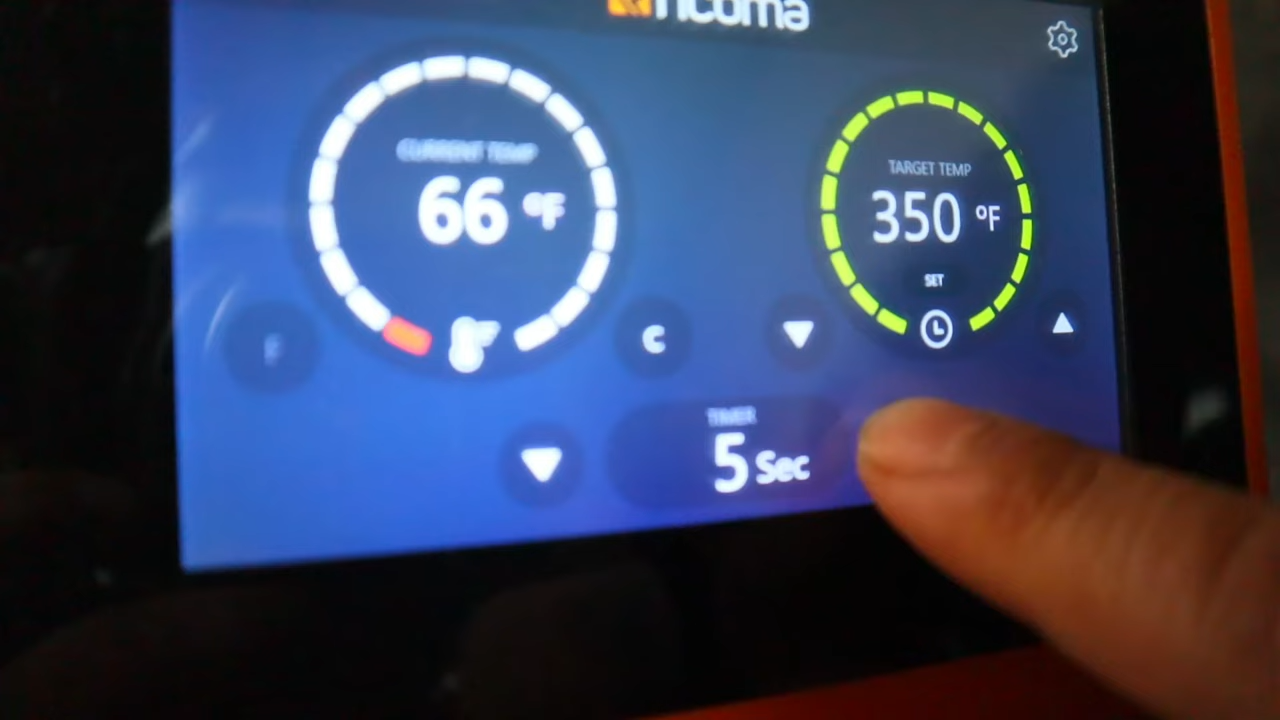 ricoma
CURRENT TEMP
66 °F
TARGET TEMP
350 °F
SET
F
°F
C
TIMER
5 Sec